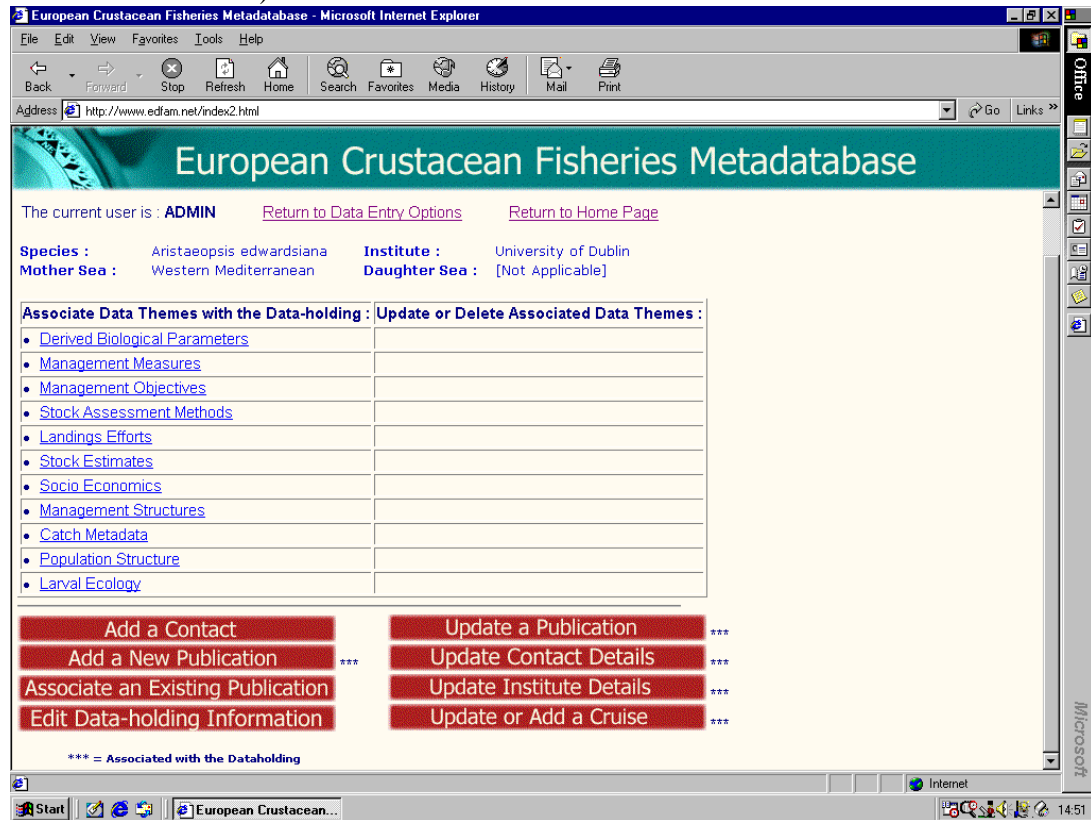 European Crustacean Fisheries Metadatabase - Microsoft Internet Explorer
File Edit View Favorites Tools Help
Back Forward Stop Refresh Home Search Favorites Media History Mail Print
Address http://www.edfam.net/index2.html Go Links »
Office
European Crustacean Fisheries Metadatabase
The current user is : ADMIN Return to Data Entry Options Return to Home Page
Species : Aristaeopsis edwardsiana Institute : University of Dublin
Mother Sea : Western Mediterranean Daughter Sea : [Not Applicable]
Associate Data Themes with the Data-holding : Update or Delete Associated Data Themes :
• Derived Biological Parameters
• Management Measures
• Management Objectives
• Stock Assessment Methods
• Landings Efforts
• Stock Estimates
• Socio Economics
• Management Structures
• Catch Metadata
• Population Structure
• Larval Ecology
Add a Contact Update a Publication ***
Add a New Publication *** Update Contact Details ***
Associate an Existing Publication Update Institute Details ***
Edit Data-holding Information Update or Add a Cruise ***
*** = Associated with the Dataholding
Microsoft
Internet
Start European Crustacean... 14:51